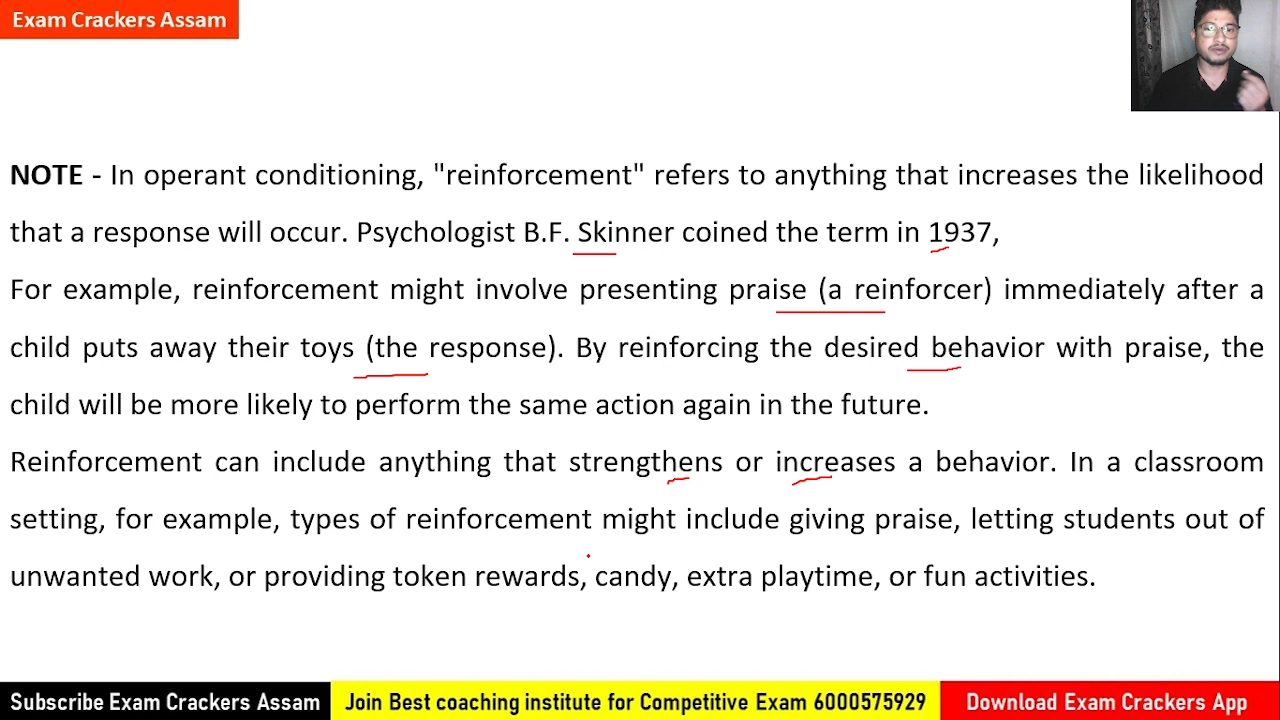 Exam Crackers Assam
NOTE - In operant conditioning, "reinforcement" refers to anything that increases the likelihood
that a response will occur. Psychologist B.F. Skinner coined the term in 1937,
For example, reinforcement might involve presenting praise (a reinforcer) immediately after a
child puts away their toys (the response). By reinforcing the desired behavior with praise, the
child will be more likely to perform the same action again in the future.
Reinforcement can include anything that strengthens or increases a behavior. In a classroom
setting, for example, types of reinforcement might include giving praise, letting students out of
unwanted work, or providing token rewards, candy, extra playtime, or fun activities.
Subscribe Exam Crackers Assam
Join Best coaching institute for Competitive Exam 6000575929
Download Exam Crackers App